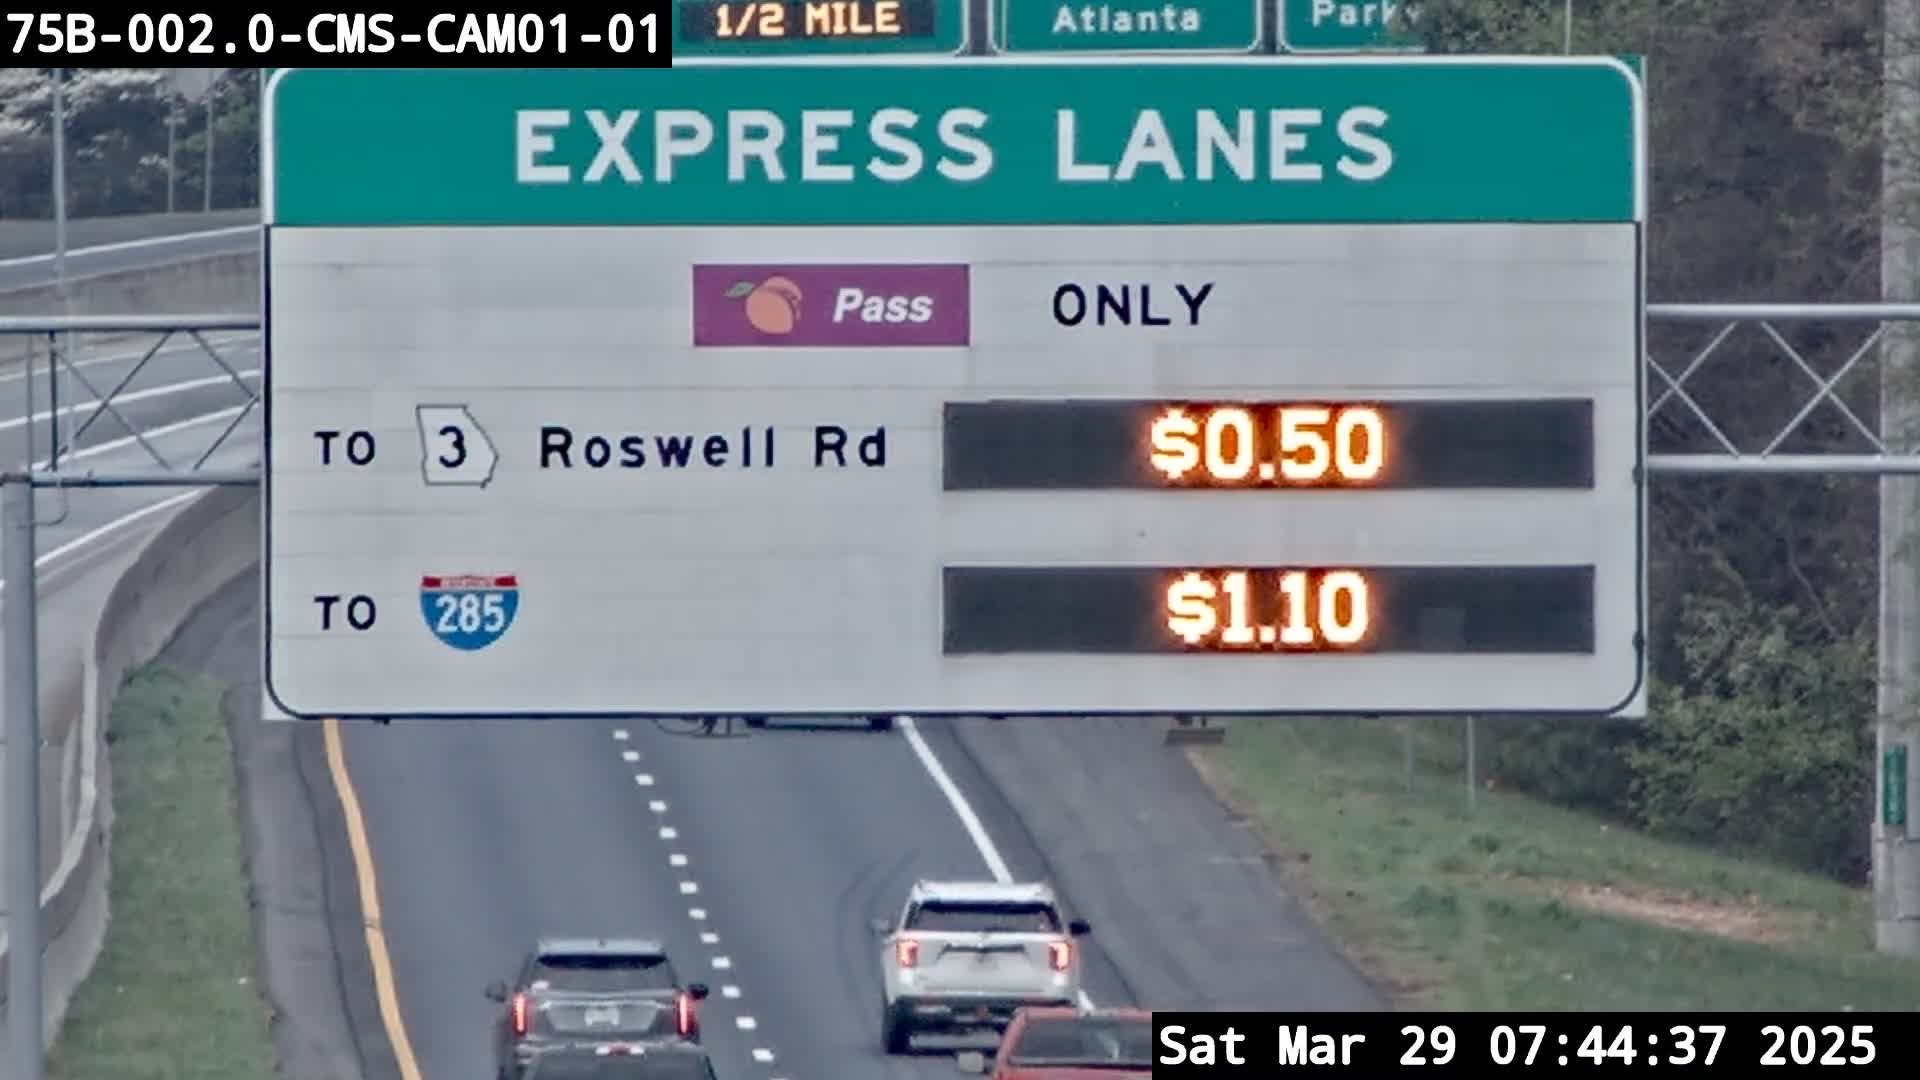 75B-002.0-CMS-CAM01-01
1/2 MILE
Atlanta
EXPRESS LANES
Pass ONLY
TO 3 Roswell Rd $0.50
TO 285 $1.10
Sat Mar 29 07:44:37 2025